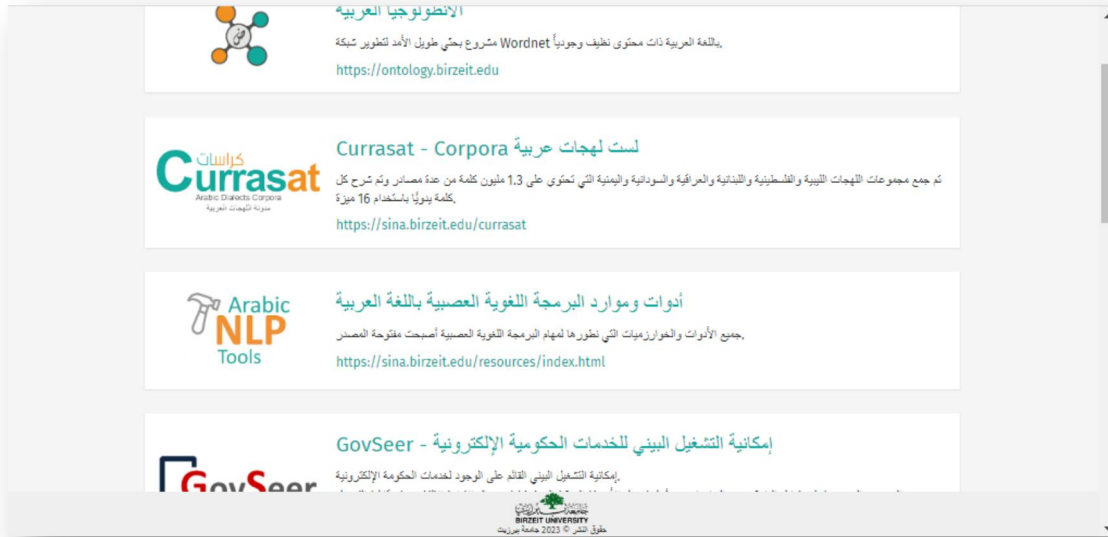 الأنطولوجيا العربية
.باللغة العربية ذات محتوى نظيف وجودياً Wordnet مشروع بحثي طويل الأمد لتطوير شبكة
https://ontology.birzeit.edu
كراسات
Currasat
Arabic Dialects Corpora
مدونة اللهجات العربية
Currasat - Corpora لست لهجات عربية
تم جمع مجموعات اللهجات الليبية والفلسطينية واللبنانية والعراقية والسودانية واليمنية التي تحتوي على 1.3 مليون كلمة من عدة مصادر وتم شرح كل
.كلمة يدويًا باستخدام 16 ميزة
https://sina.birzeit.edu/currasat
Arabic
NLP
Tools
أدوات وموارد البرمجة اللغوية العصبية باللغة العربية
.جميع الأدوات والخوارزميات التي نطورها لمهام البرمجة اللغوية العصبية أصبحت مفتوحة المصدر
https://sina.birzeit.edu/resources/index.html
GovSeer
GovSeer - إمكانية التشغيل البيني للخدمات الحكومية الإلكترونية
.إمكانية التشغيل البيني القائم على الوجود لخدمات الحكومة الإلكترونية
جامعة بيرزيت
BIRZEIT UNIVERSITY
حقوق النشر © 2023 جامعة بيرزيت